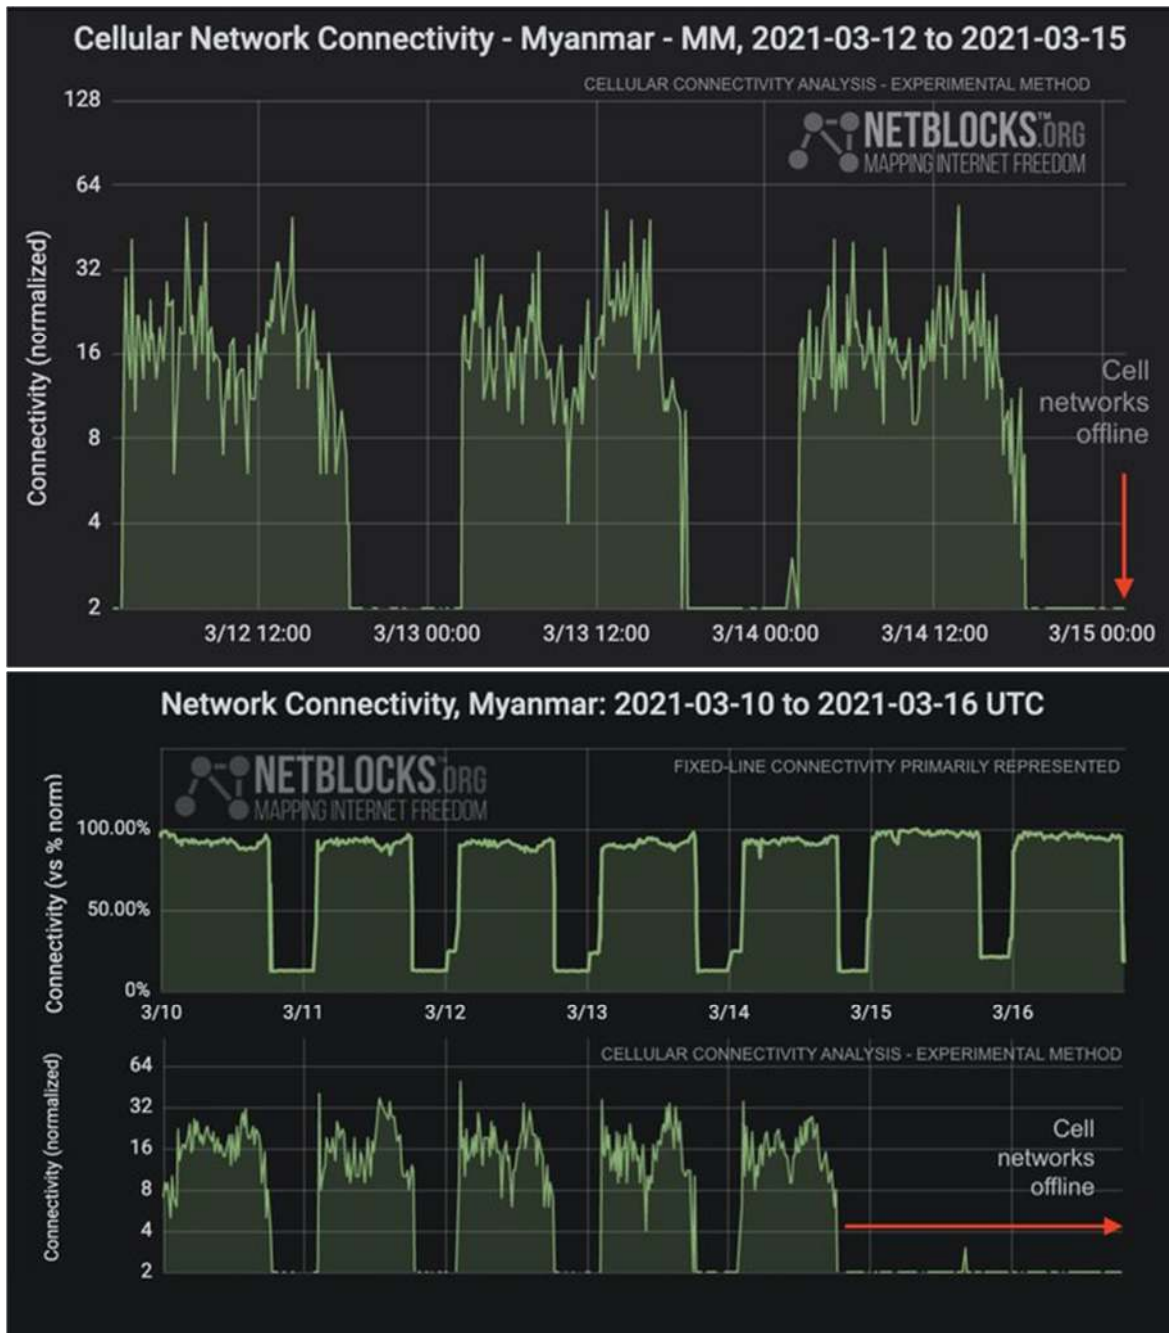 Cellular Network Connectivity - Myanmar - MM, 2021-03-12 to 2021-03-15
CELLULAR CONNECTIVITY ANALYSIS - EXPERIMENTAL METHOD
NETBLOCKS.ORG™
MAPPING INTERNET FREEDOM
Connectivity (normalized)
128
64
32
16
8
4
2
Cell
networks
offline
3/12 12:00
3/13 00:00
3/13 12:00
3/14 00:00
3/14 12:00
3/15 00:00
Network Connectivity, Myanmar: 2021-03-10 to 2021-03-16 UTC
NETBLOCKS.ORG™
MAPPING INTERNET FREEDOM
FIXED-LINE CONNECTIVITY PRIMARILY REPRESENTED
Connectivity (vs % norm)
100.00%
50.00%
0%
3/10
3/11
3/12
3/13
3/14
3/15
3/16
CELLULAR CONNECTIVITY ANALYSIS - EXPERIMENTAL METHOD
Connectivity (normalized)
64
32
16
8
4
2
Cell
networks
offline